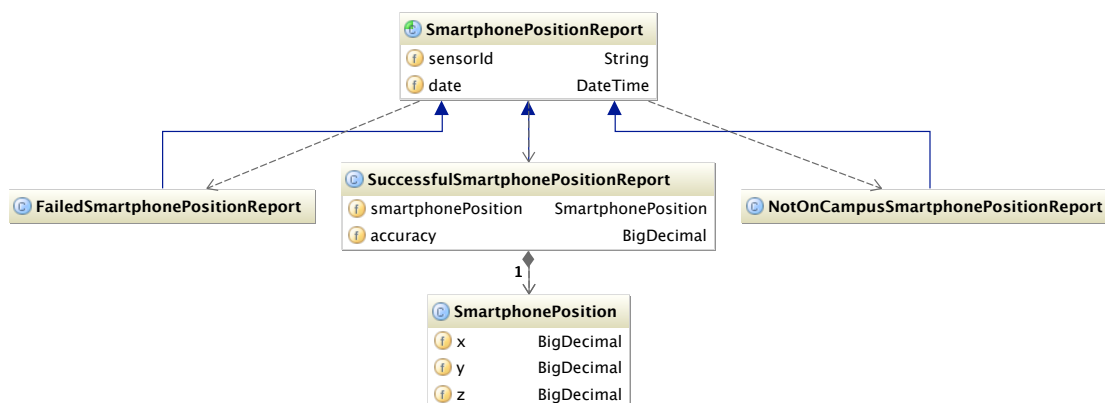 SmartphonePositionReport
sensorId String
date DateTime
FailedSmartphonePositionReport
SuccessfulSmartphonePositionReport
smartphonePosition SmartphonePosition
accuracy BigDecimal
NotOnCampusSmartphonePositionReport
1
SmartphonePosition
x BigDecimal
y BigDecimal
z BigDecimal